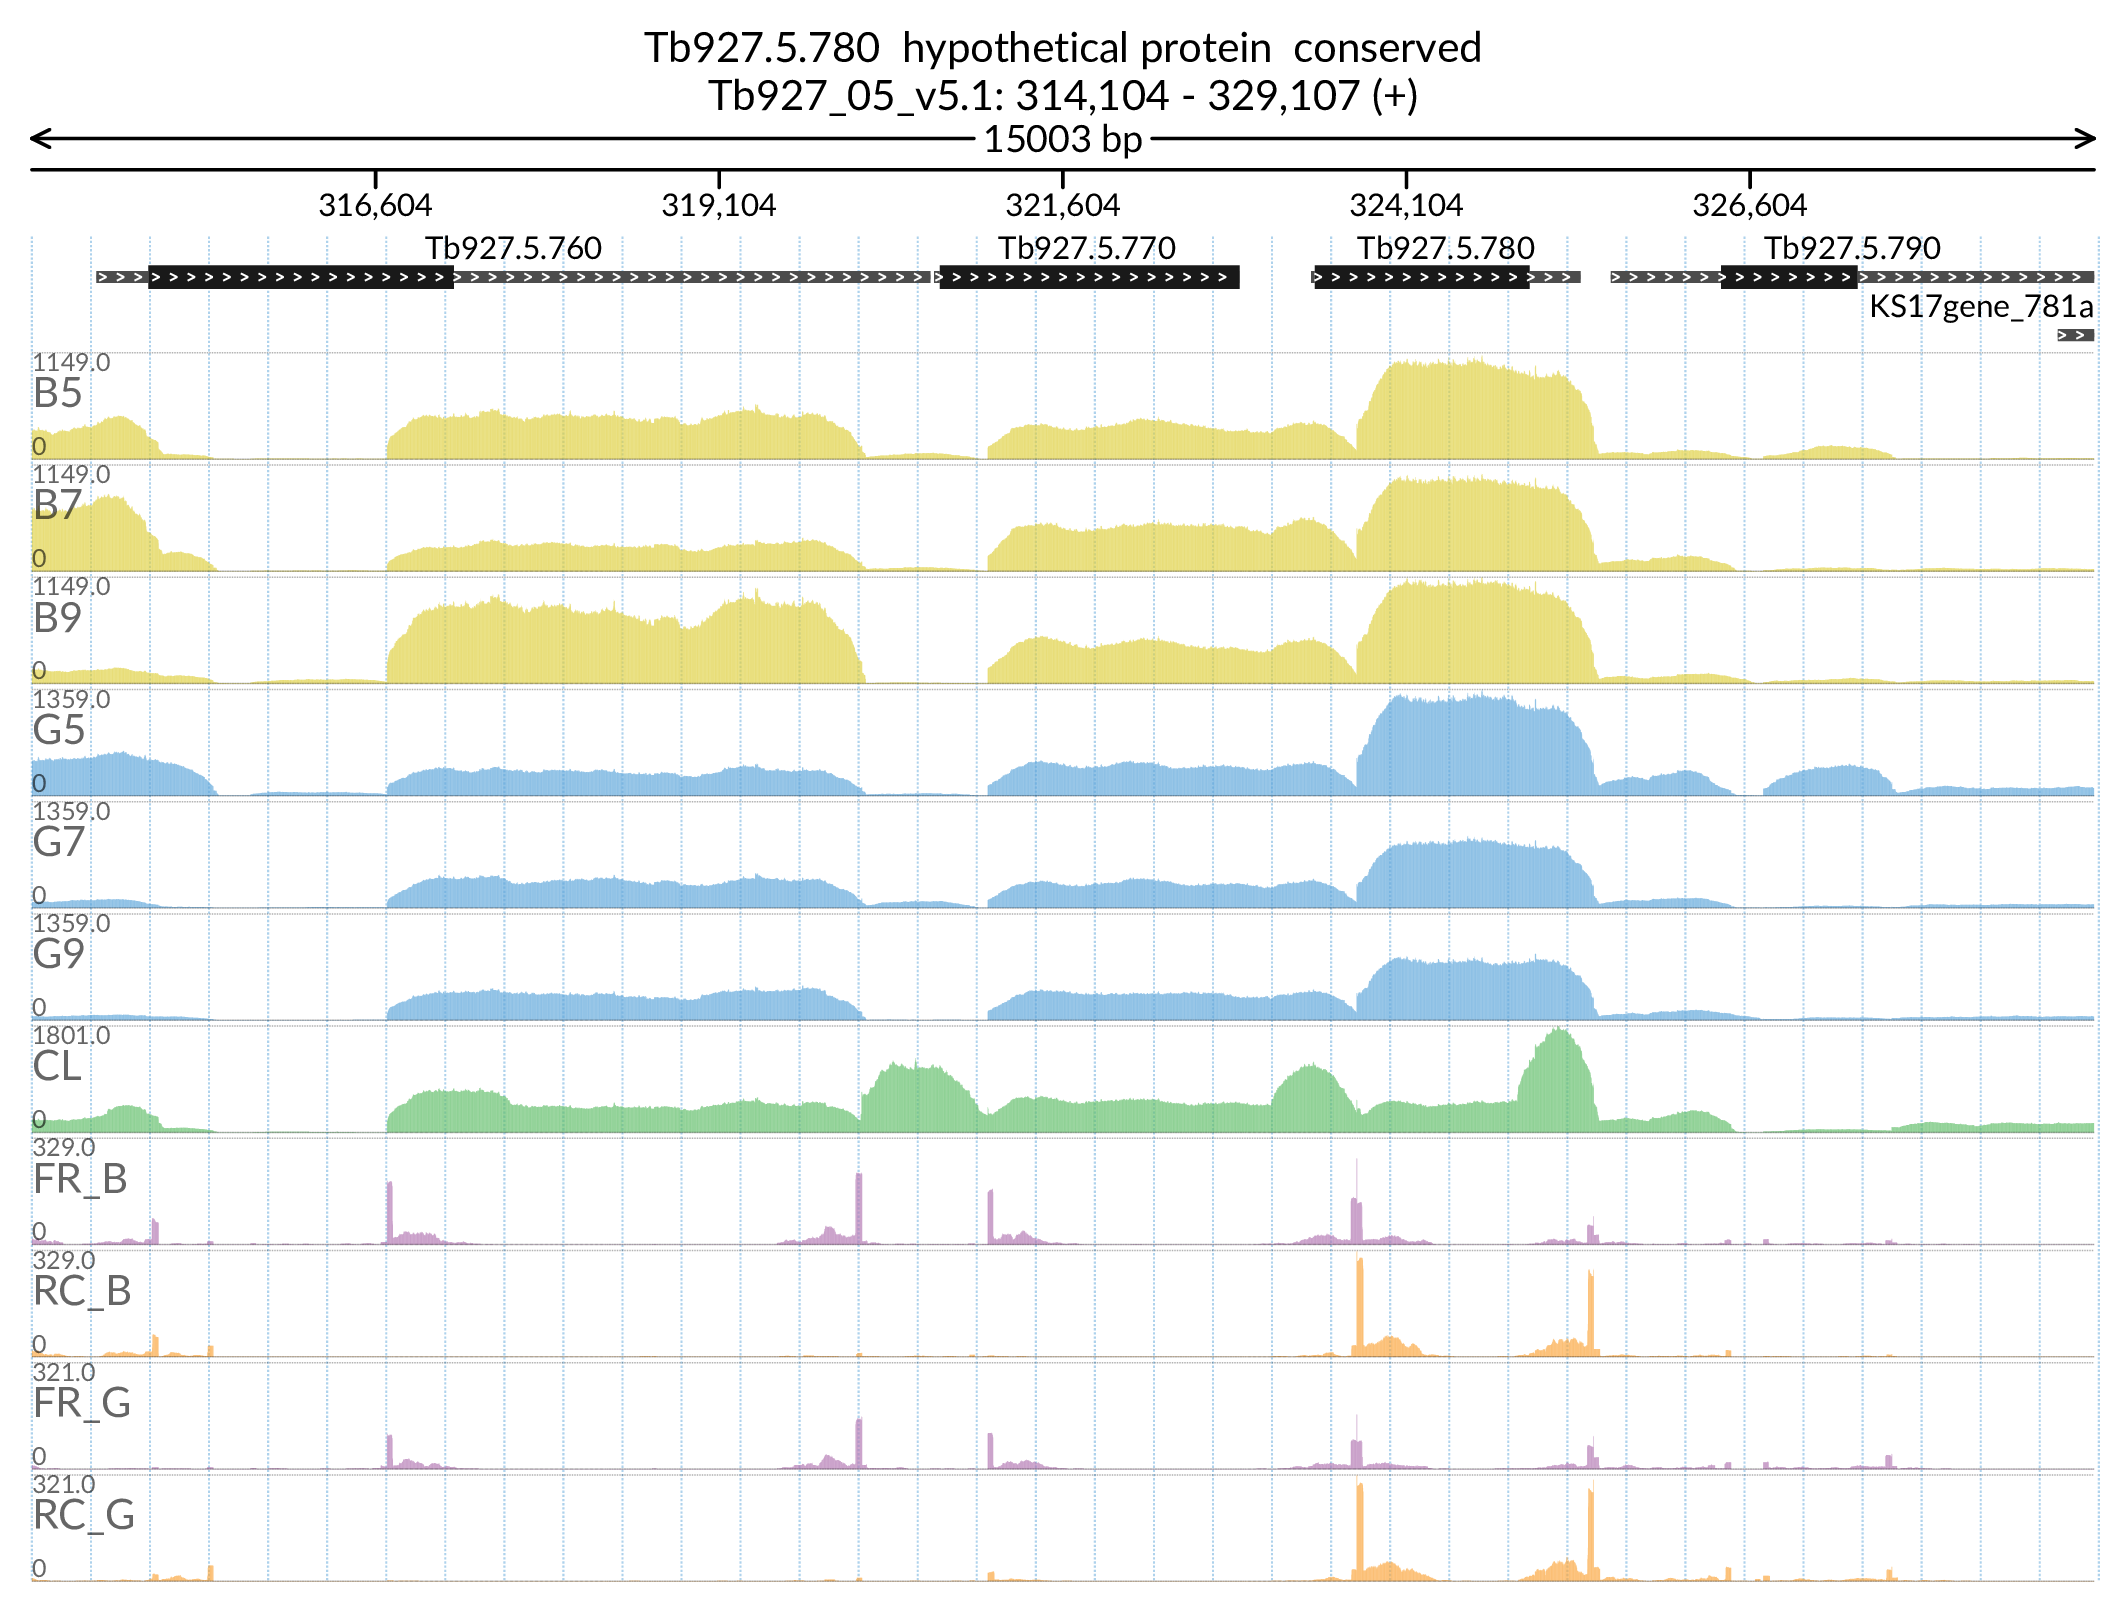 Tb927.5.780  hypothetical protein  conserved
Tb927_05_v5.1: 314,104 - 329,107 (+)
15003 bp
316,604 319,104 321,604 324,104 326,604
Tb927.5.760 Tb927.5.770 Tb927.5.780 Tb927.5.790
KS17gene_781a
1149.0
B5
0
1149.0
B7
0
1149.0
B9
0
1359.0
G5
0
1359.0
G7
0
1359.0
G9
0
1801.0
CL
0
329.0
FR_B
0
329.0
RC_B
0
321.0
FR_G
0
321.0
RC_G
0